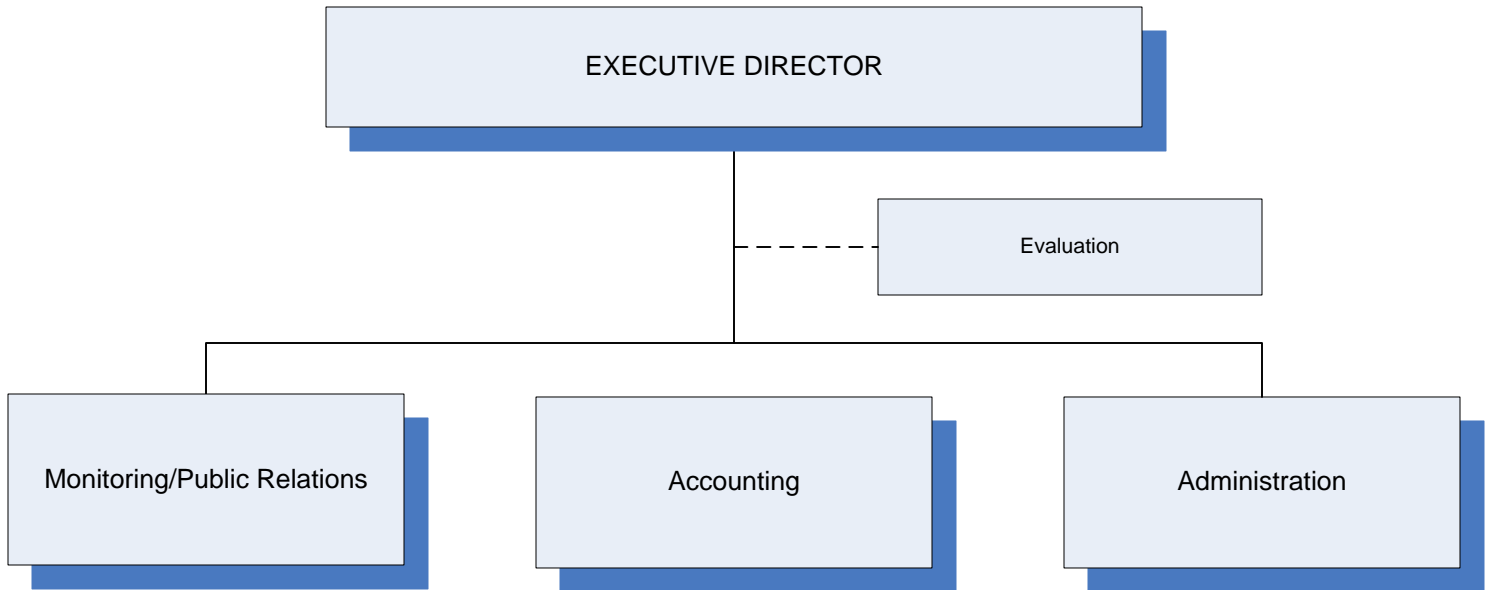 EXECUTIVE DIRECTOR
Evaluation
Monitoring/Public Relations
Accounting
Administration